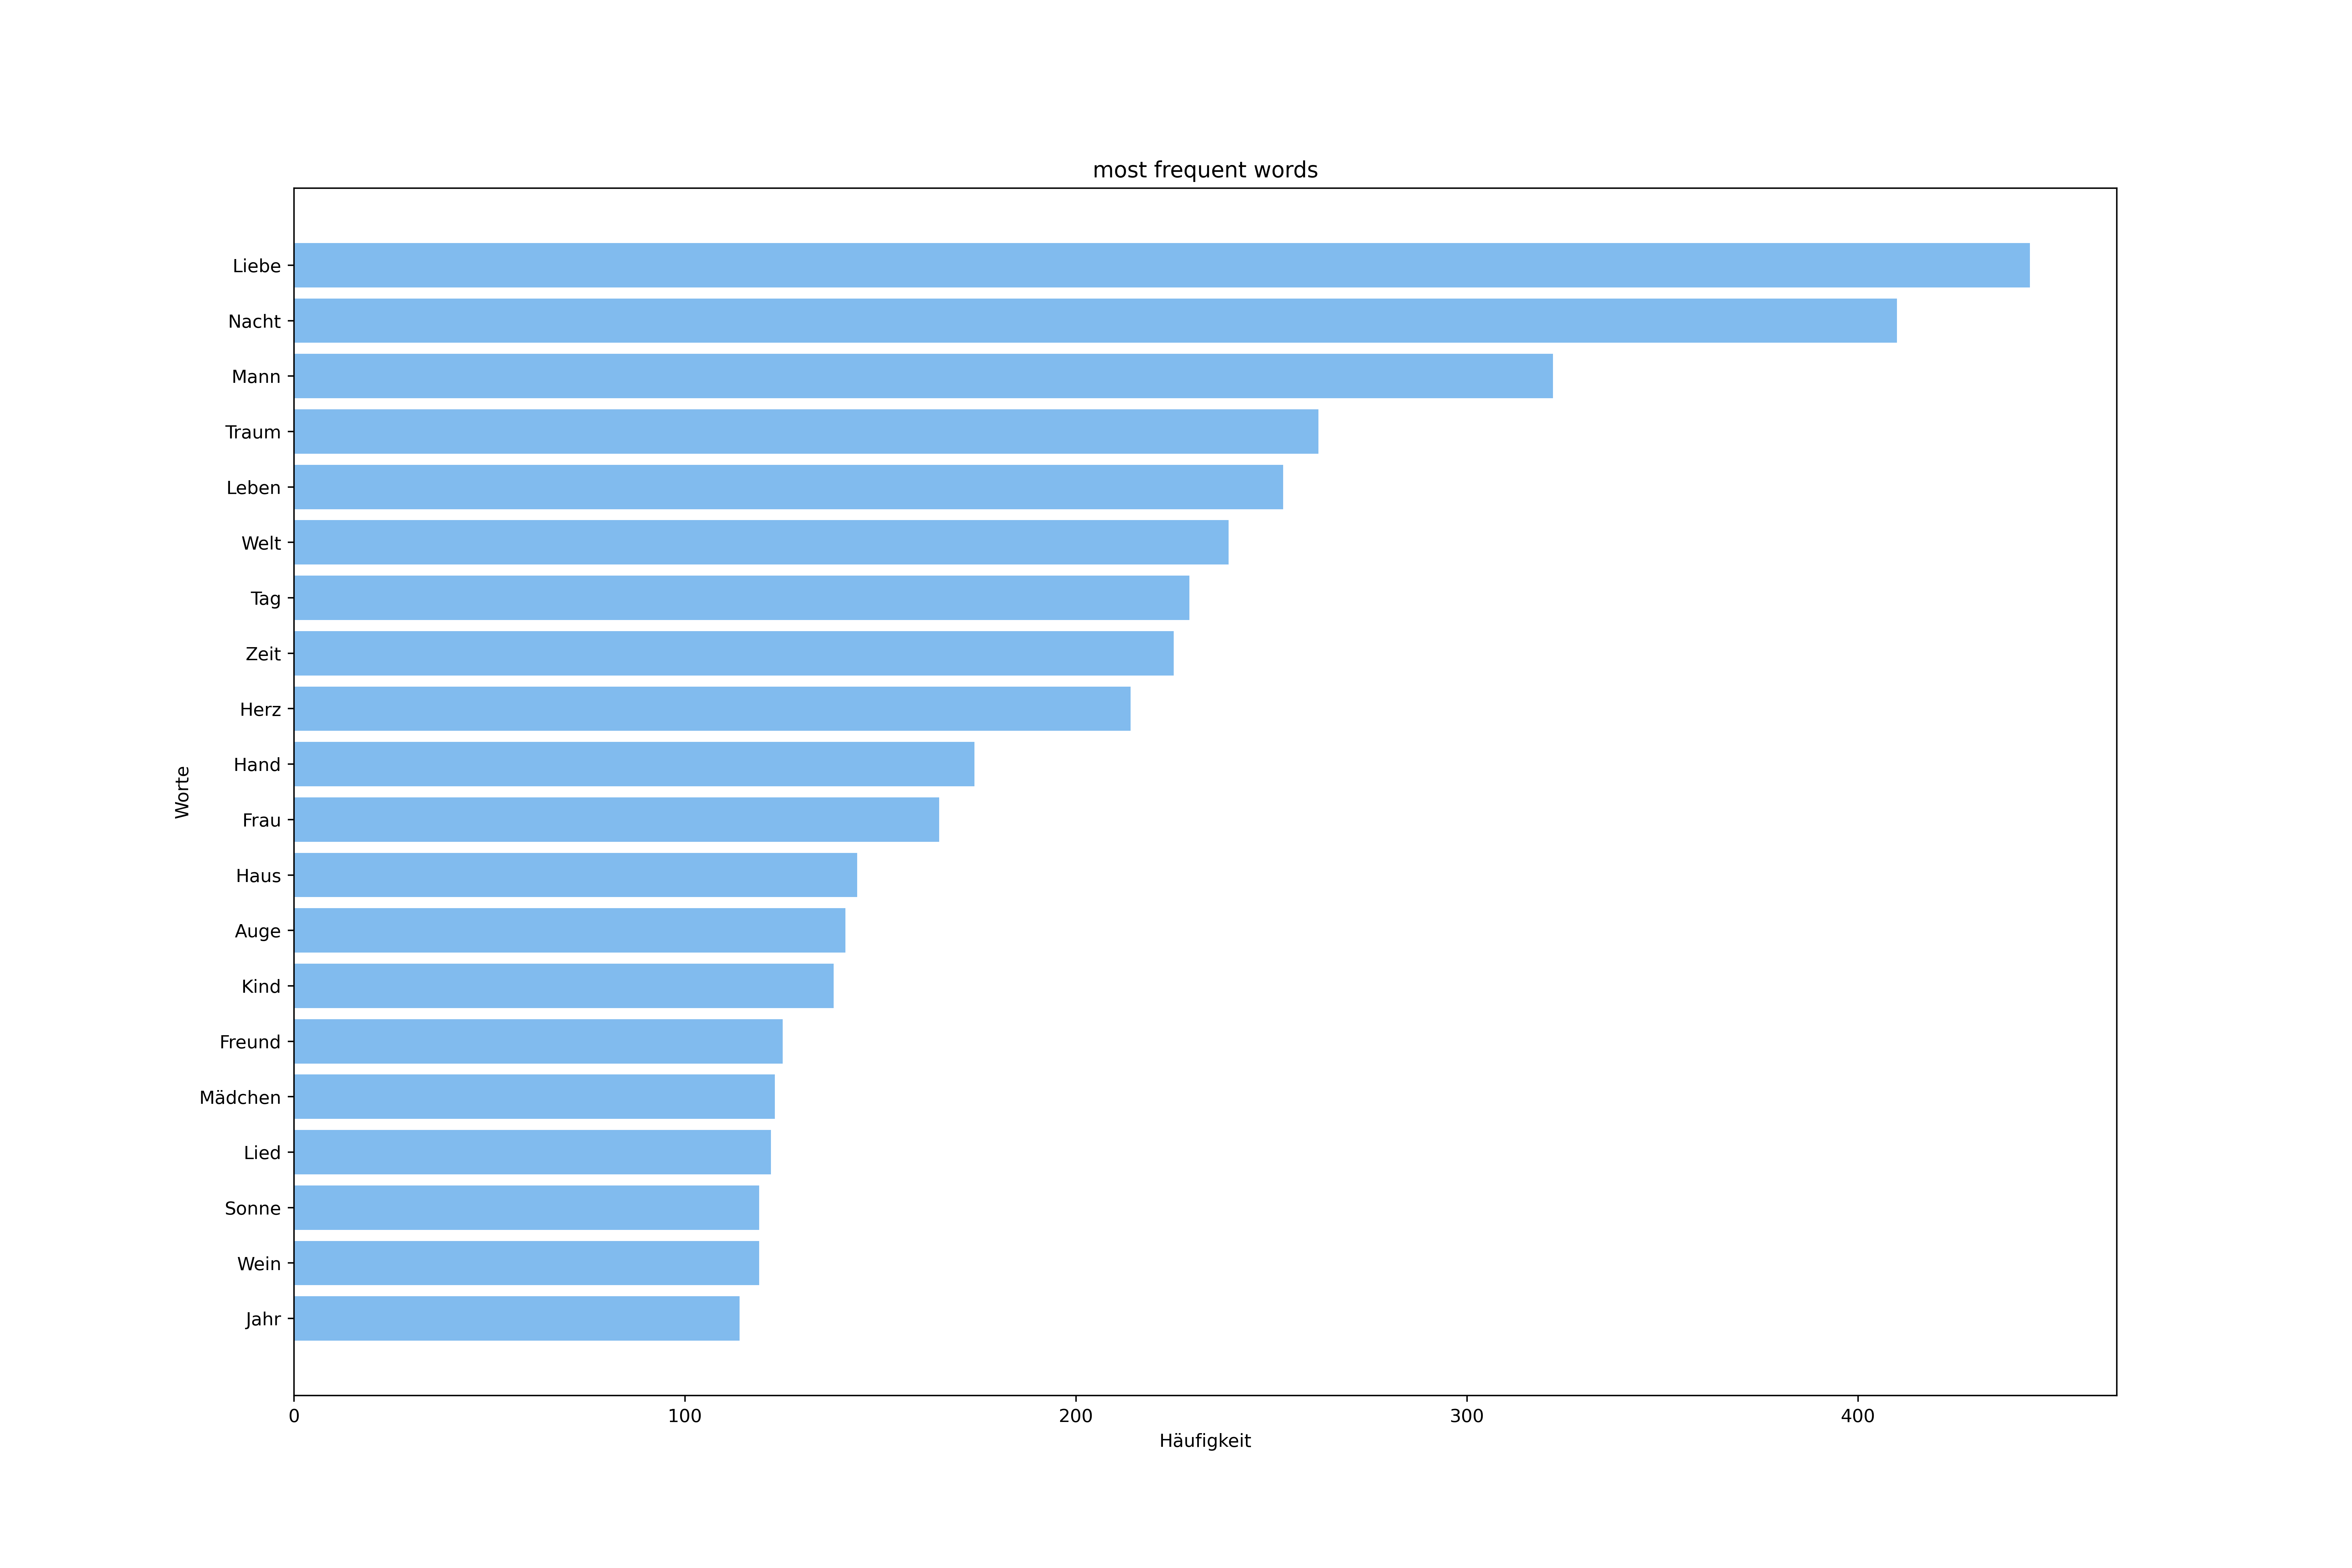 most frequent words
Liebe
Nacht
Mann
Traum
Leben
Welt
Tag
Zeit
Herz
Hand
Frau
Haus
Auge
Kind
Freund
Mädchen
Lied
Sonne
Wein
Jahr
Worte
0 100 200 300 400
Häufigkeit